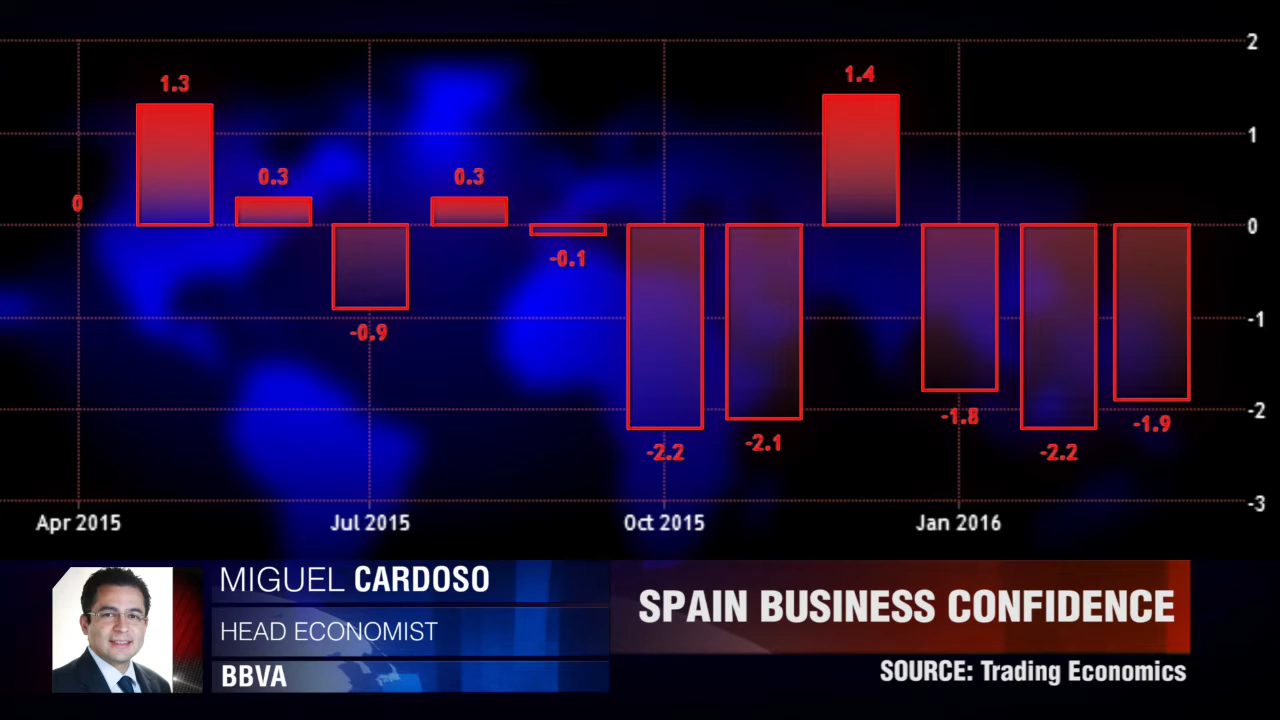 2
1.4
1.3
1
0.3
0.3
0
0
-0.1
-0.9
-1
-1.8
-1.9
-2
-2.1
-2.2
-2.2
-3
Apr 2015
Jul 2015
Oct 2015
Jan 2016
MIGUEL CARDOSO
HEAD ECONOMIST
BBVA
SPAIN BUSINESS CONFIDENCE
SOURCE: Trading Economics